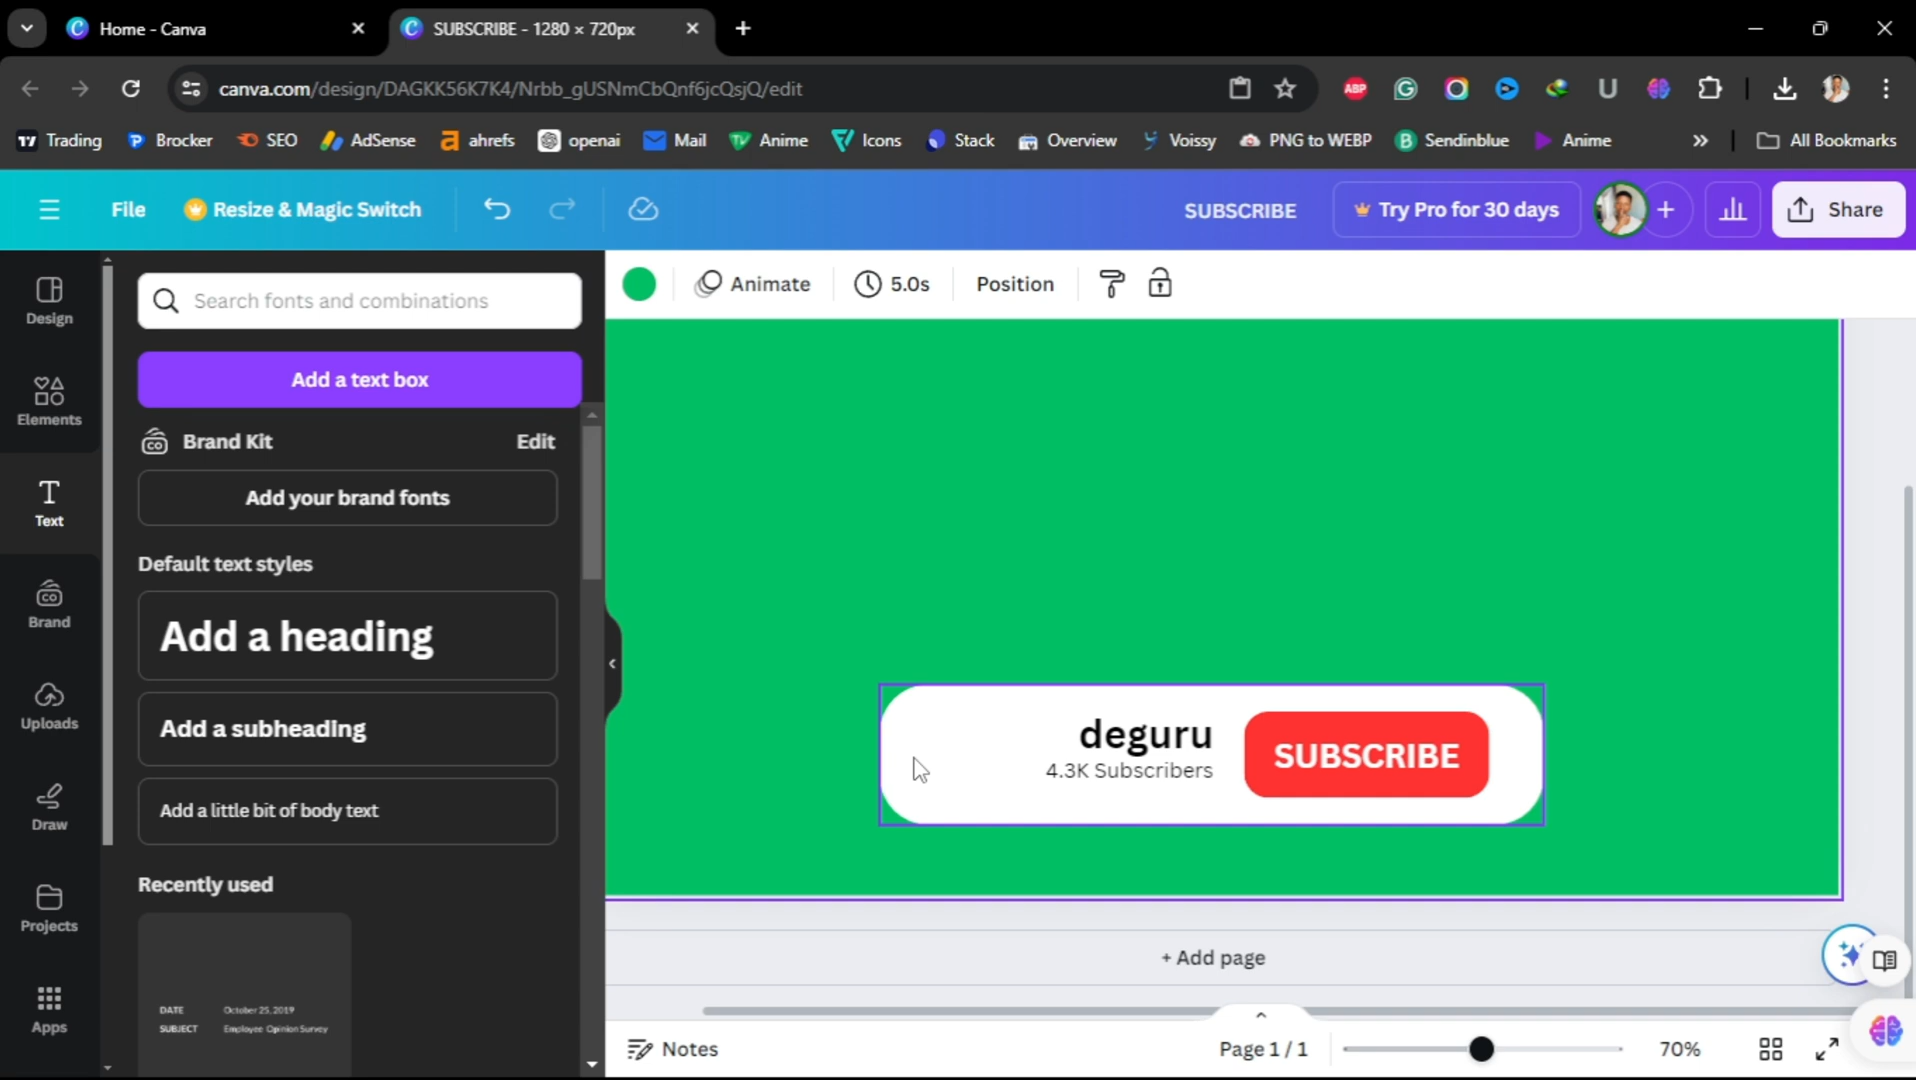 Home - Canva
SUBSCRIBE - 1280 × 720px
canva.com/design/DAGKK56K7K4/Nrbb_gUSNmCbQnf6jcQsjQ/edit
ABP
U
Trading
Brocker
SEO
AdSense
ahrefs
openai
Mail
Anime
Icons
Stack
Overview
Voissy
PNG to WEBP
Sendinblue
Anime
All Bookmarks
File
Resize & Magic Switch
SUBSCRIBE
Try Pro for 30 days
Share
Design
Elements
Text
Brand
Uploads
Draw
Projects
Apps
Search fonts and combinations
Add a text box
Brand Kit
Edit
Add your brand fonts
Default text styles
Add a heading
Add a subheading
Add a little bit of body text
Recently used
DATE October 25, 2019
SUBJECT Employee Opinion Survey
Animate
5.0s
Position
deguru
4.3K Subscribers
SUBSCRIBE
+ Add page
Notes
Page 1 / 1
70%